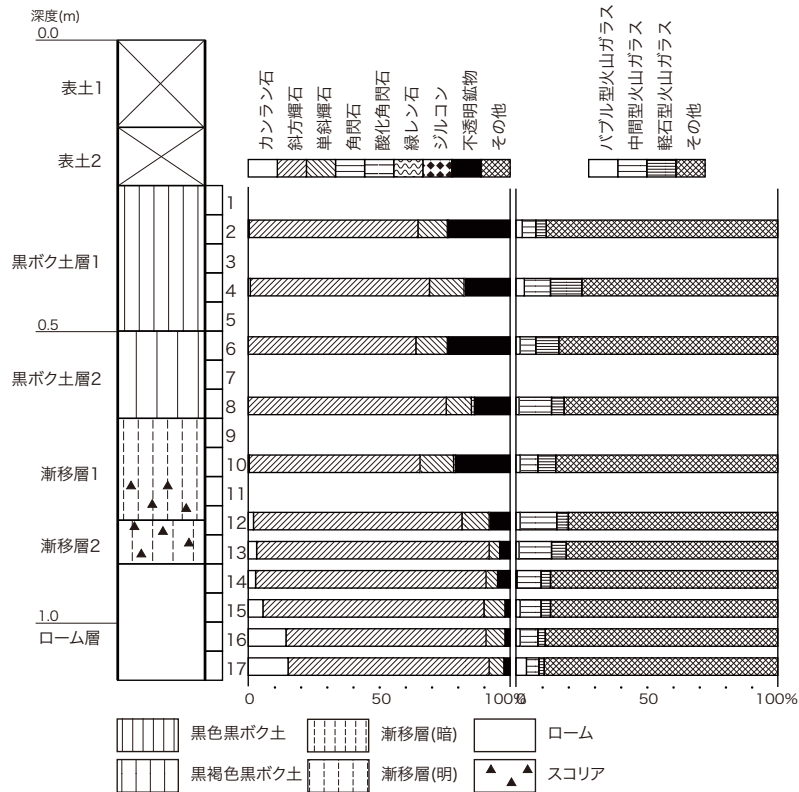 深度(m)
0.0
表土1
表土2
黒ボク土層1
0.5
黒ボク土層2
漸移層1
漸移層2
1.0
ローム層
1
2
3
4
5
6
7
8
9
10
11
12
13
14
15
16
17
カンラン石
斜方輝石
単斜輝石
角閃石
酸化角閃石
緑レン石
ジルコン
不透明鉱物
その他
バブル型火山ガラス
中間型火山ガラス
軽石型火山ガラス
その他
0 50 100%
0 50 100%
黒色黒ボク土 漸移層(暗) ローム
黒褐色黒ボク土 漸移層(明) スコリア